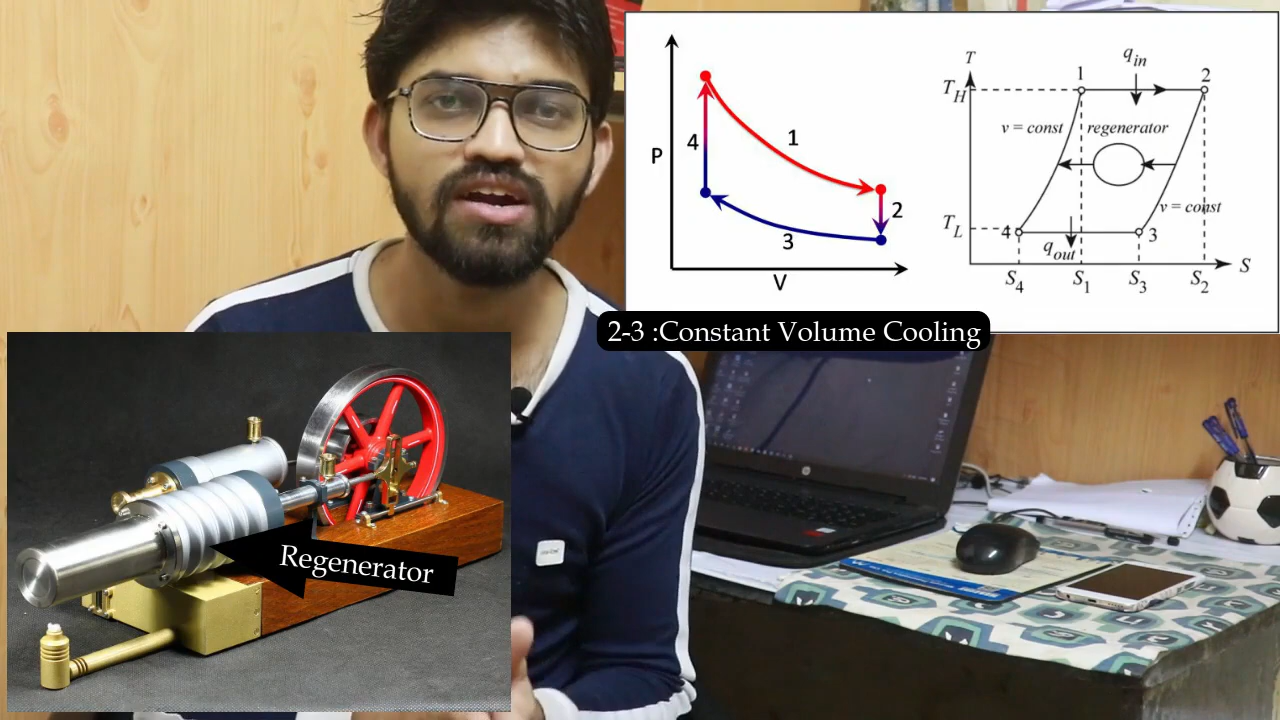 P
V
1
2
3
4
T
T_H
T_L
1
2
3
4
q_in
v = const
regenerator
v = const
q_out
S_4
S_1
S_3
S_2
S
2-3 :Constant Volume Cooling
Regenerator
hp